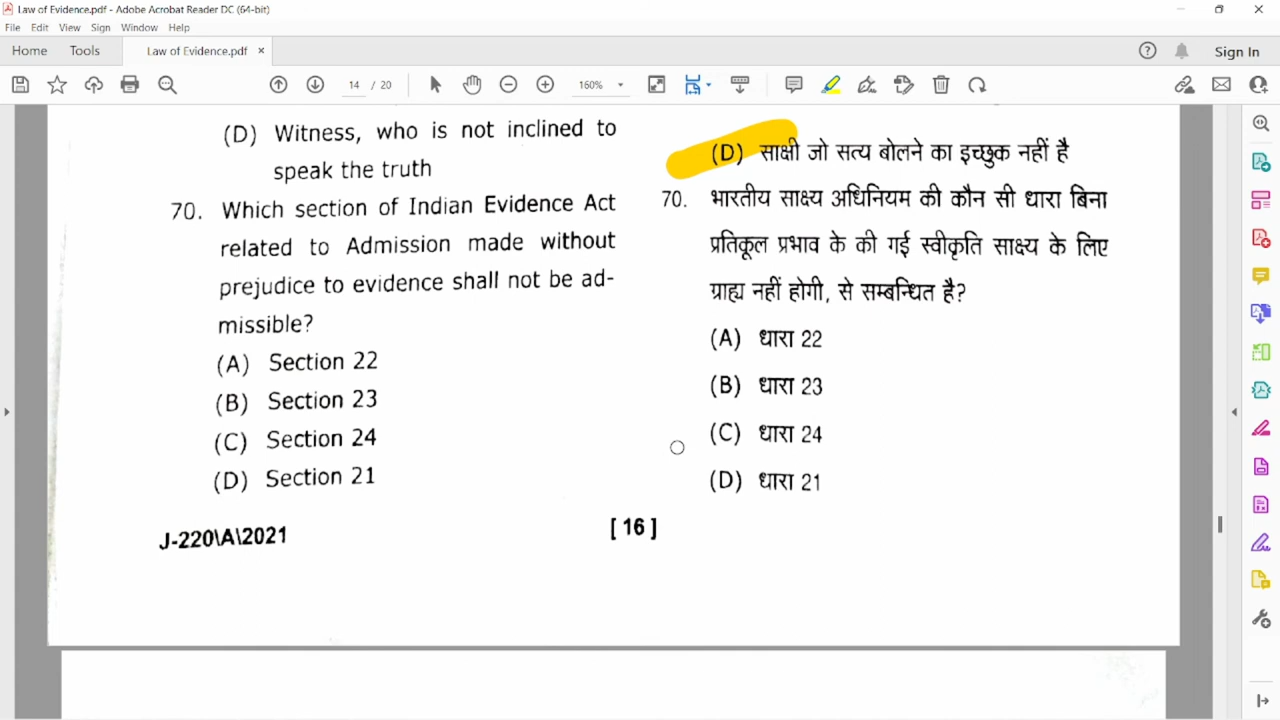 Law of Evidence.pdf - Adobe Acrobat Reader DC (64-bit)
File Edit View Sign Window Help
Home Tools Law of Evidence.pdf × Sign In
14 / 20 160%
(D) Witness, who is not inclined to
speak the truth
70. Which section of Indian Evidence Act
related to Admission made without
prejudice to evidence shall not be ad-
missible?
(A) Section 22
(B) Section 23
(C) Section 24
(D) Section 21
J-220\A\2021
[ 16 ]
(D) साक्षी जो सत्य बोलने का इच्छुक नहीं है
70. भारतीय साक्ष्य अधिनियम की कौन सी धारा बिना
प्रतिकूल प्रभाव के की गई स्वीकृति साक्ष्य के लिए
ग्राह्य नहीं होगी, से सम्बन्धित है?
(A) धारा 22
(B) धारा 23
(C) धारा 24
(D) धारा 21